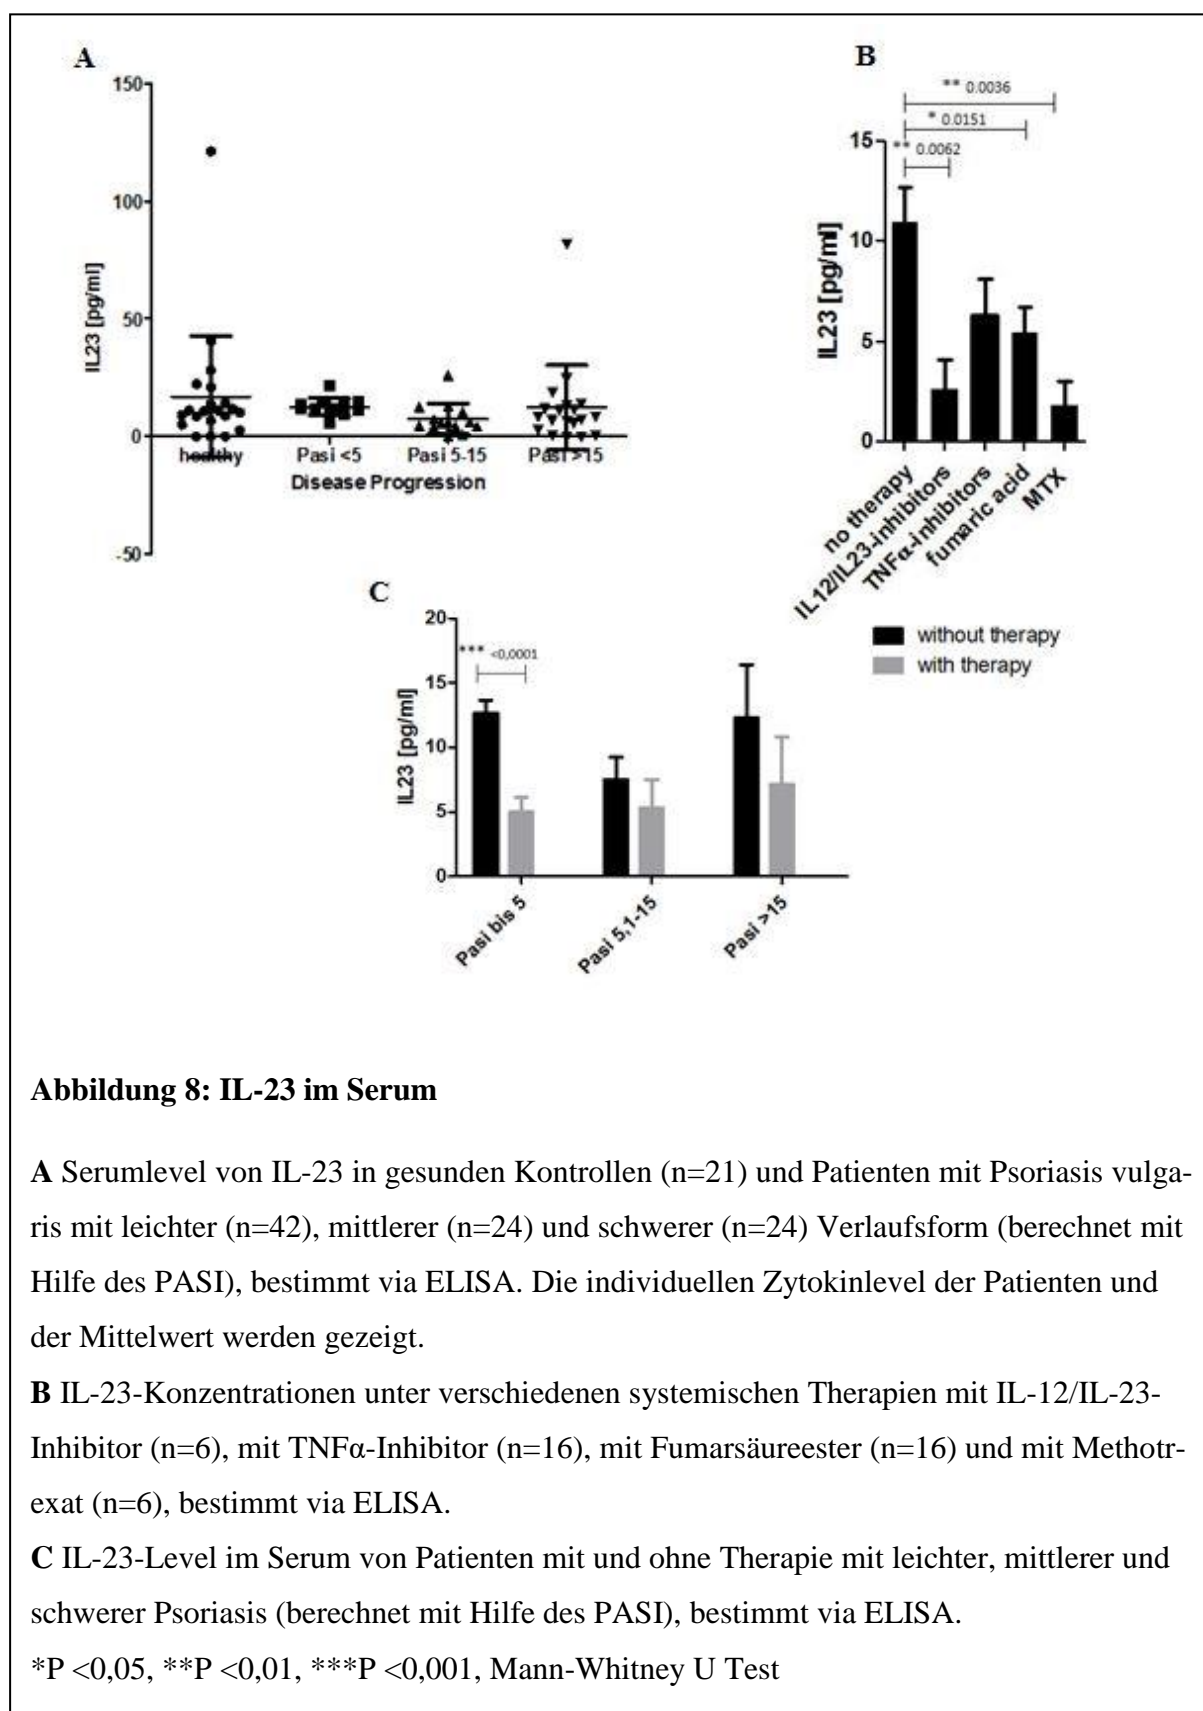 A
150
100
50
0
-50
IL23 [pg/ml]
healthy
Pasi <5
Pasi 5-15
Pasi >15
Disease Progression
B
** 0.0036
* 0.0151
** 0.0062
15
10
5
0
IL23 [pg/ml]
no therapy
IL12/IL23-inhibitors
TNFα-inhibitors
fumaric acid
MTX
C
20
15
10
5
0
IL23 [pg/ml]
*** <0,0001
Pasi bis 5
Pasi 5,1-15
Pasi >15
without therapy
with therapy
Abbildung 8: IL-23 im Serum
A Serumlevel von IL-23 in gesunden Kontrollen (n=21) und Patienten mit Psoriasis vulga-
ris mit leichter (n=42), mittlerer (n=24) und schwerer (n=24) Verlaufsform (berechnet mit
Hilfe des PASI), bestimmt via ELISA. Die individuellen Zytokinlevel der Patienten und
der Mittelwert werden gezeigt.
B IL-23-Konzentrationen unter verschiedenen systemischen Therapien mit IL-12/IL-23-
Inhibitor (n=6), mit TNFα-Inhibitor (n=16), mit Fumarsäureester (n=16) und mit Methotr-
exat (n=6), bestimmt via ELISA.
C IL-23-Level im Serum von Patienten mit und ohne Therapie mit leichter, mittlerer und
schwerer Psoriasis (berechnet mit Hilfe des PASI), bestimmt via ELISA.
*P <0,05, **P <0,01, ***P <0,001, Mann-Whitney U Test